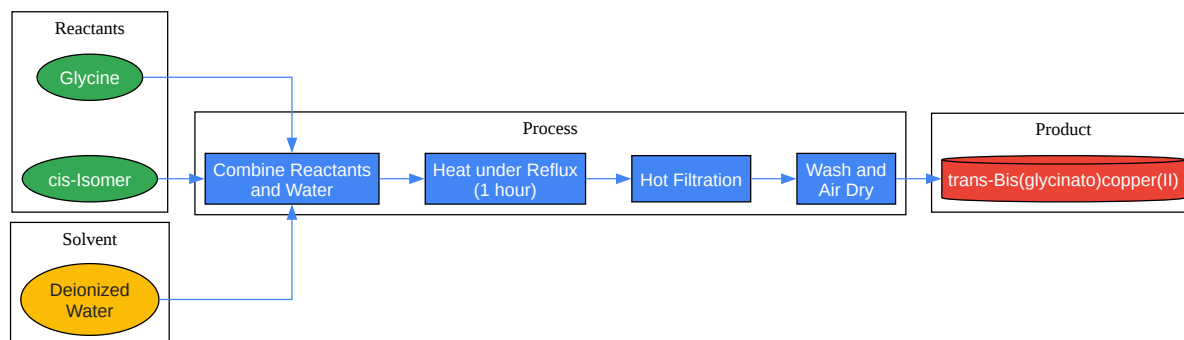 Reactants
Glycine
cis-Isomer
Solvent
Deionized
Water
Process
Combine Reactants
and Water
Heat under Reflux
(1 hour)
Hot Filtration
Wash and
Air Dry
Product
trans-Bis(glycinato)copper(II)